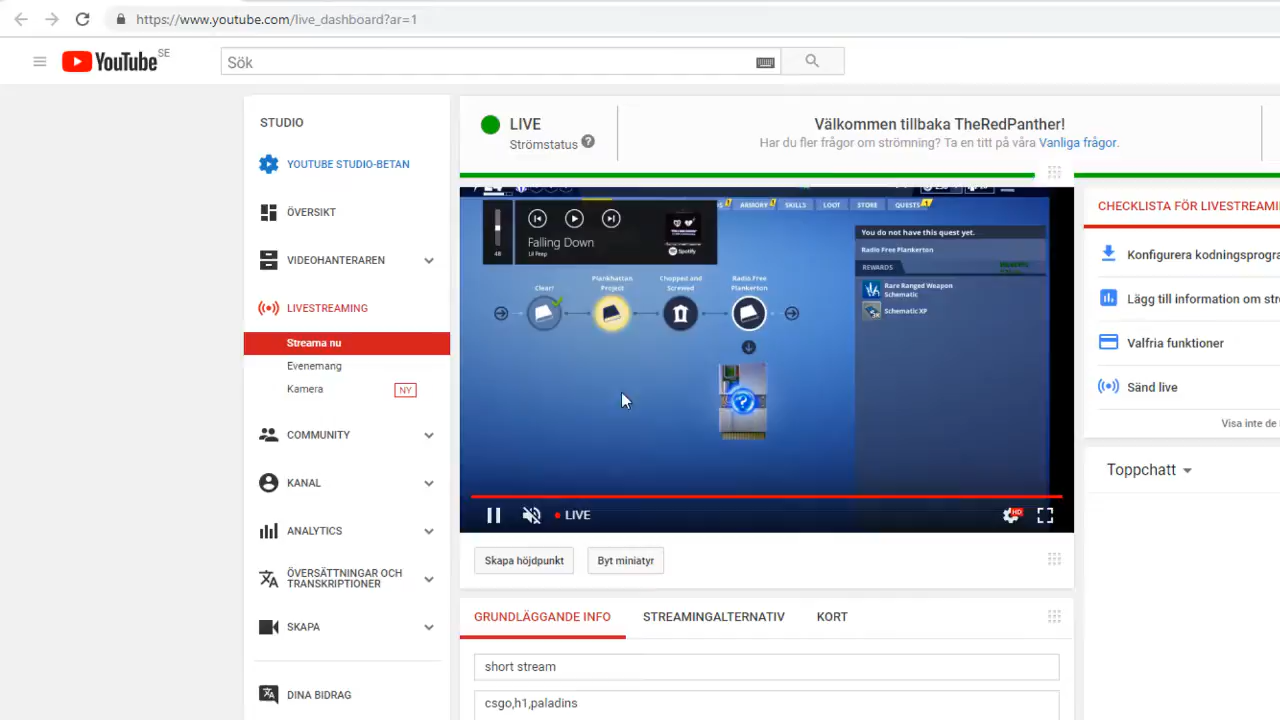 https://www.youtube.com/live_dashboard?ar=1
YouTube SE
Sök
STUDIO
YOUTUBE STUDIO-BETAN
ÖVERSIKT
VIDEOHANTERAREN
LIVESTREAMING
Streama nu
Evenemang
Kamera NY
COMMUNITY
KANAL
ANALYTICS
ÖVERSÄTTNINGAR OCH
TRANSKRIPTIONER
SKAPA
DINA BIDRAG
LIVE
Strömstatus ?
Välkommen tillbaka TheRedPanther!
Har du fler frågor om strömning? Ta en titt på våra Vanliga frågor.
ARMORY SKILLS LOOT STORE QUESTS
48
Falling Down
Lil Peep
Spotify
Clear!
Plankhattan
Project
Chopped and
Screwed
Radio Free
Plankerton
You do not have this quest yet.
Radio Free Plankerton
REWARDS
Rare Ranged Weapon
Schematic
Schematic XP
LIVE
HD
Skapa höjdpunkt
Byt miniatyr
GRUNDLÄGGANDE INFO
STREAMINGALTERNATIV
KORT
short stream
csgo,h1,paladins
CHECKLISTA FÖR LIVESTREAMI
Konfigurera kodningsprogra
Lägg till information om str
Valfria funktioner
Sänd live
Visa inte de
Toppchatt